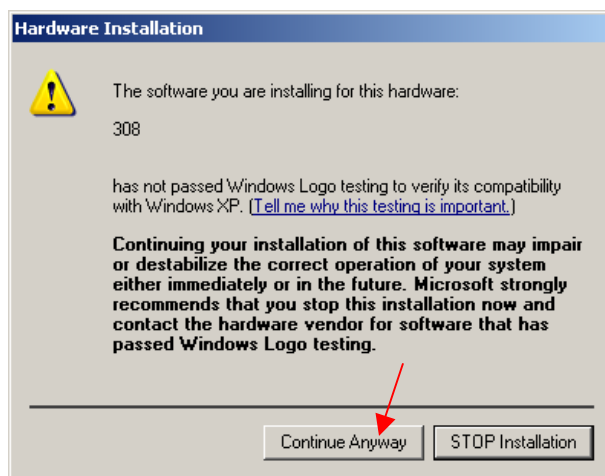 Hardware Installation
The software you are installing for this hardware:
308
has not passed Windows Logo testing to verify its compatibility
with Windows XP. (Tell me why this testing is important.)
Continuing your installation of this software may impair
or destabilize the correct operation of your system
either immediately or in the future. Microsoft strongly
recommends that you stop this installation now and
contact the hardware vendor for software that has
passed Windows Logo testing.
Continue Anyway
STOP Installation